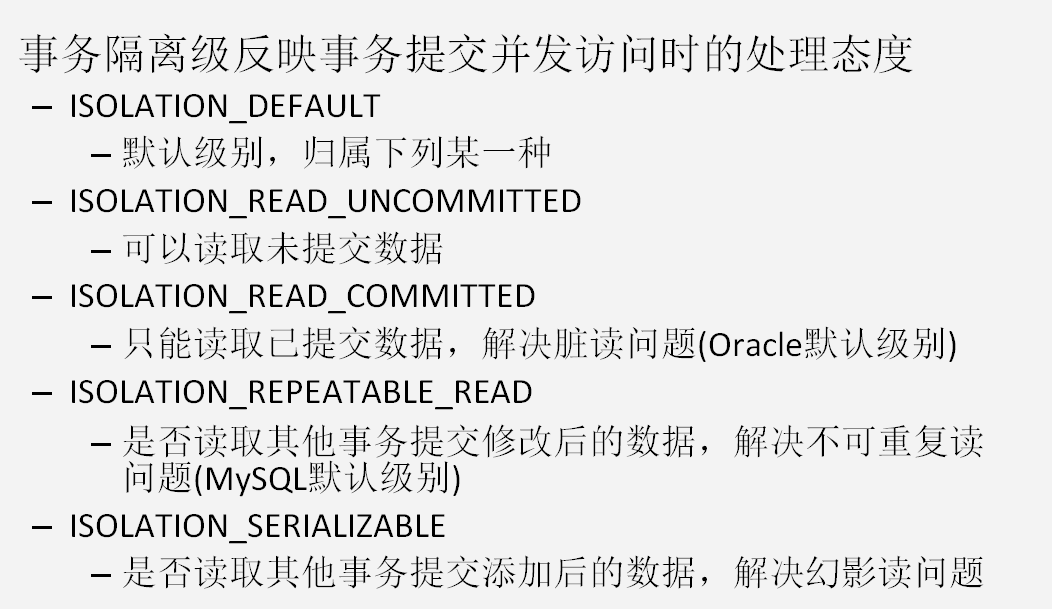 事务隔离级反映事务提交并发访问时的处理态度
– ISOLATION_DEFAULT
– 默认级别，归属下列某一种
– ISOLATION_READ_UNCOMMITTED
– 可以读取未提交数据
– ISOLATION_READ_COMMITTED
– 只能读取已提交数据，解决脏读问题(Oracle默认级别)
– ISOLATION_REPEATABLE_READ
– 是否读取其他事务提交修改后的数据，解决不可重复读
问题(MySQL默认级别)
– ISOLATION_SERIALIZABLE
– 是否读取其他事务提交添加后的数据，解决幻影读问题